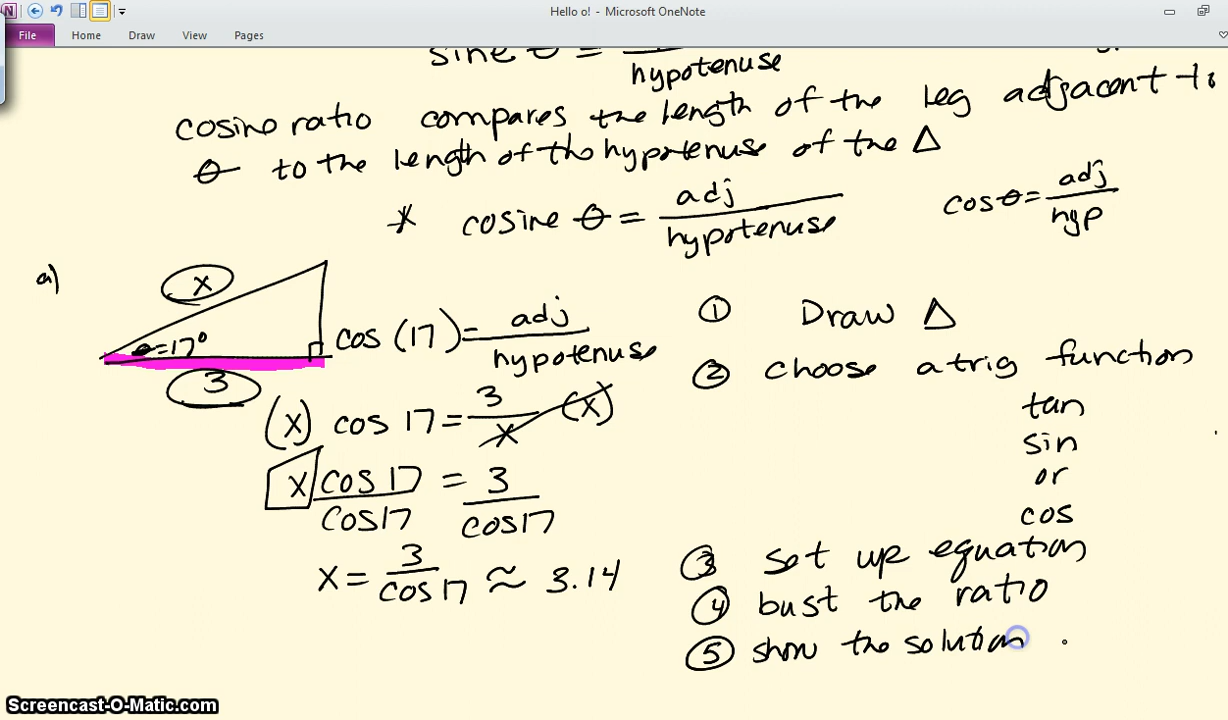 Hello o! - Microsoft OneNote
File Home Draw View Pages
sine θ =
hypotenuse
cosine ratio compares the length of the leg adjacent to
θ to the length of the hypotenuse of the Δ
* cosine θ = adj / hypotenuse
cos θ = adj / hyp
a)
x
θ=17°
3
cos (17) = adj / hypotenuse
(x) cos 17 = 3 / x (x)
x cos 17 / cos 17 = 3 / cos 17
x = 3 / cos 17 ≈ 3.14
① Draw Δ
② choose a trig function
tan
sin
or
cos
③ set up equation
④ bust the ratio
⑤ show the solution .
Screencast-O-Matic.com